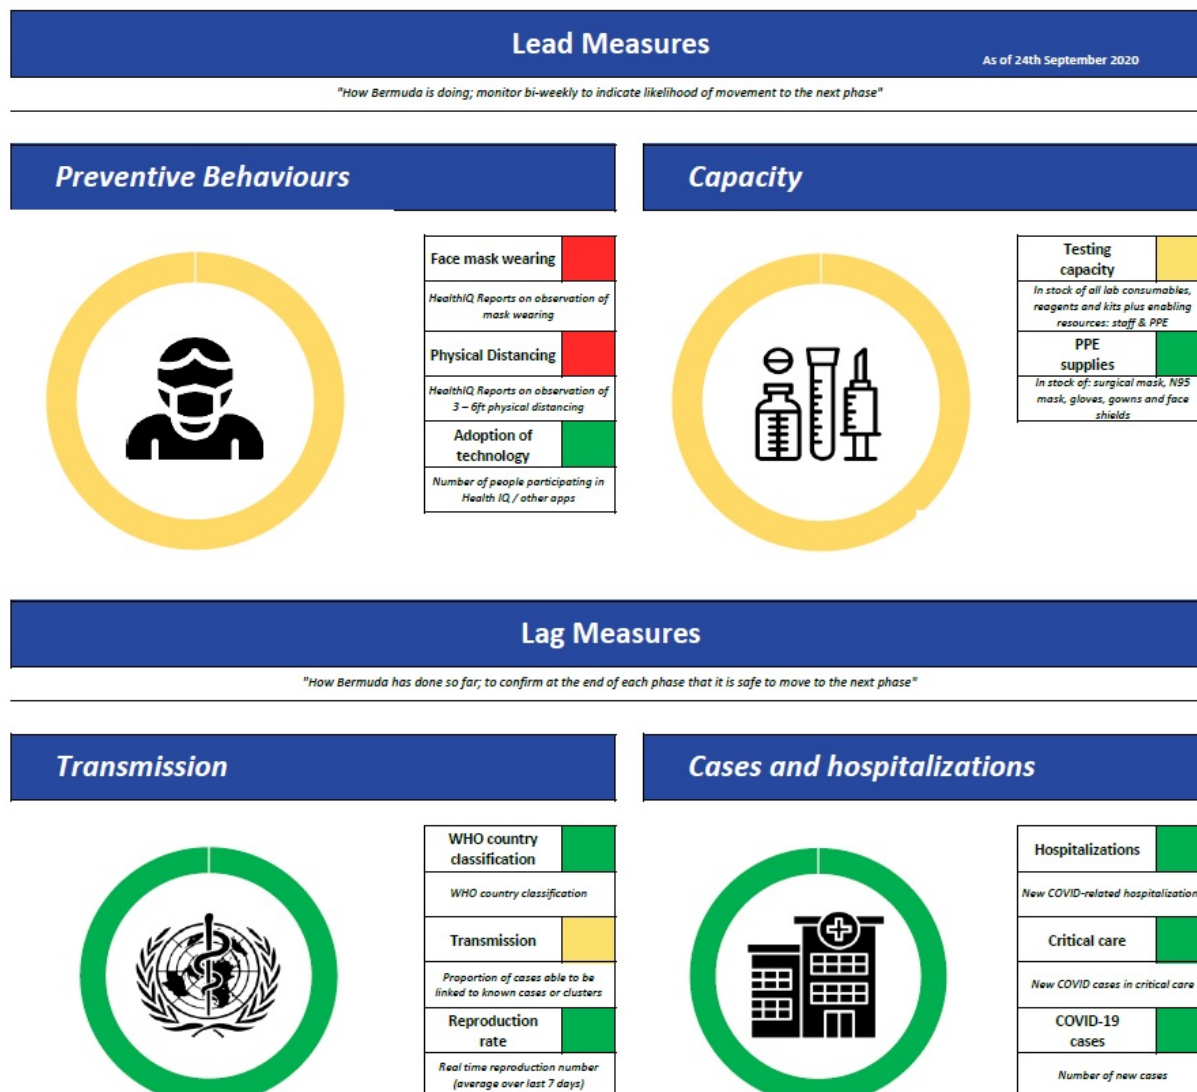 Lead Measures
As of 24th September 2020
"How Bermuda is doing; monitor bi-weekly to indicate likelihood of movement to the next phase"
Preventive Behaviours
Face mask wearing
HealthIQ Reports on observation of
mask wearing
Physical Distancing
HealthIQ Reports on observation of
3 – 6ft physical distancing
Adoption of
technology
Number of people participating in
Health IQ / other apps
Capacity
Testing
capacity
In stock of all lab consumables,
reagents and kits plus enabling
resources: staff & PPE
PPE
supplies
In stock of: surgical mask, N95
mask, gloves, gowns and face
shields
Lag Measures
"How Bermuda has done so far; to confirm at the end of each phase that it is safe to move to the next phase"
Transmission
WHO country
classification
WHO country classification
Transmission
Proportion of cases able to be
linked to known cases or clusters
Reproduction
rate
Real time reproduction number
(average over last 7 days)
Cases and hospitalizations
Hospitalizations
New COVID-related hospitalization
Critical care
New COVID cases in critical care
COVID-19
cases
Number of new cases